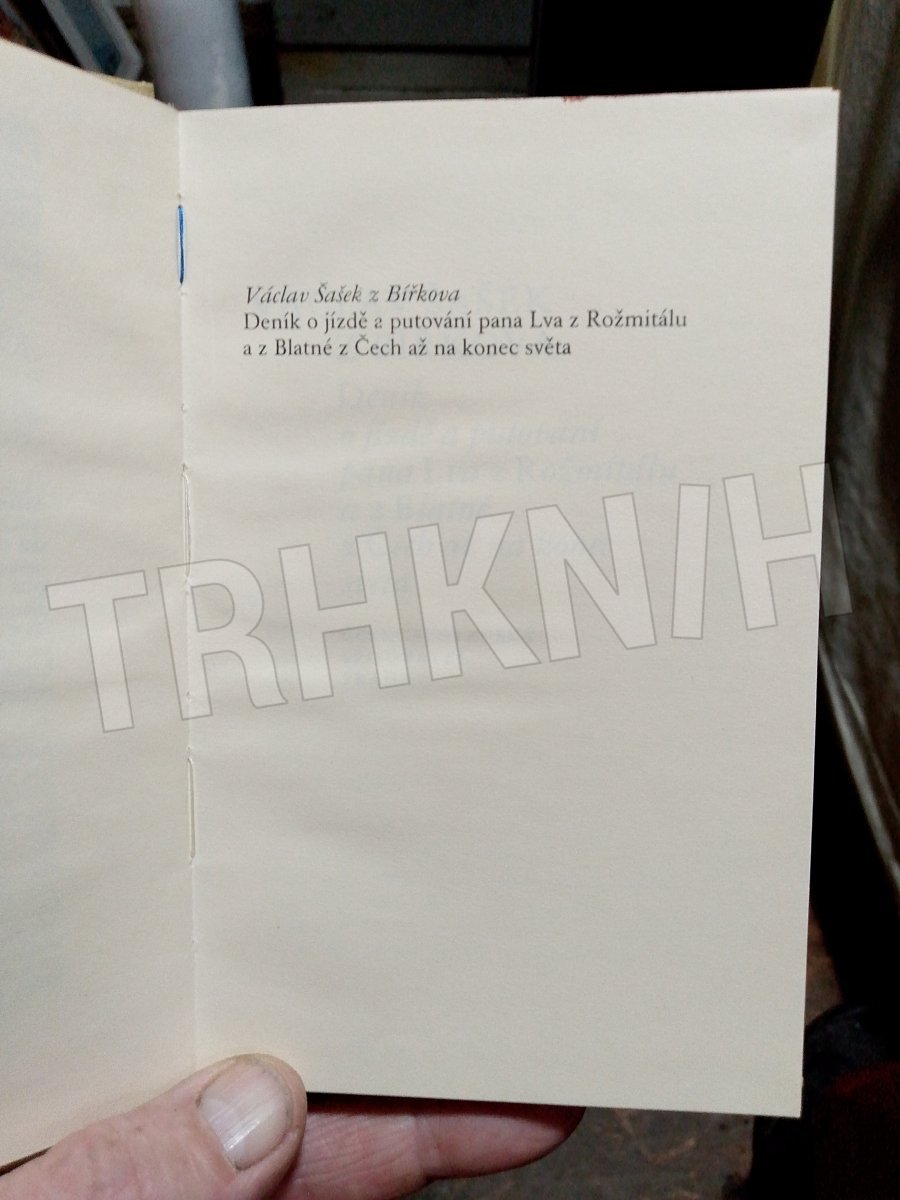 Václav Šašek z Bířkova
Deník o jízdě a putování pana Lva z Rožmitálu
a z Blatné z Čech až na konec světa
TRHKNIH